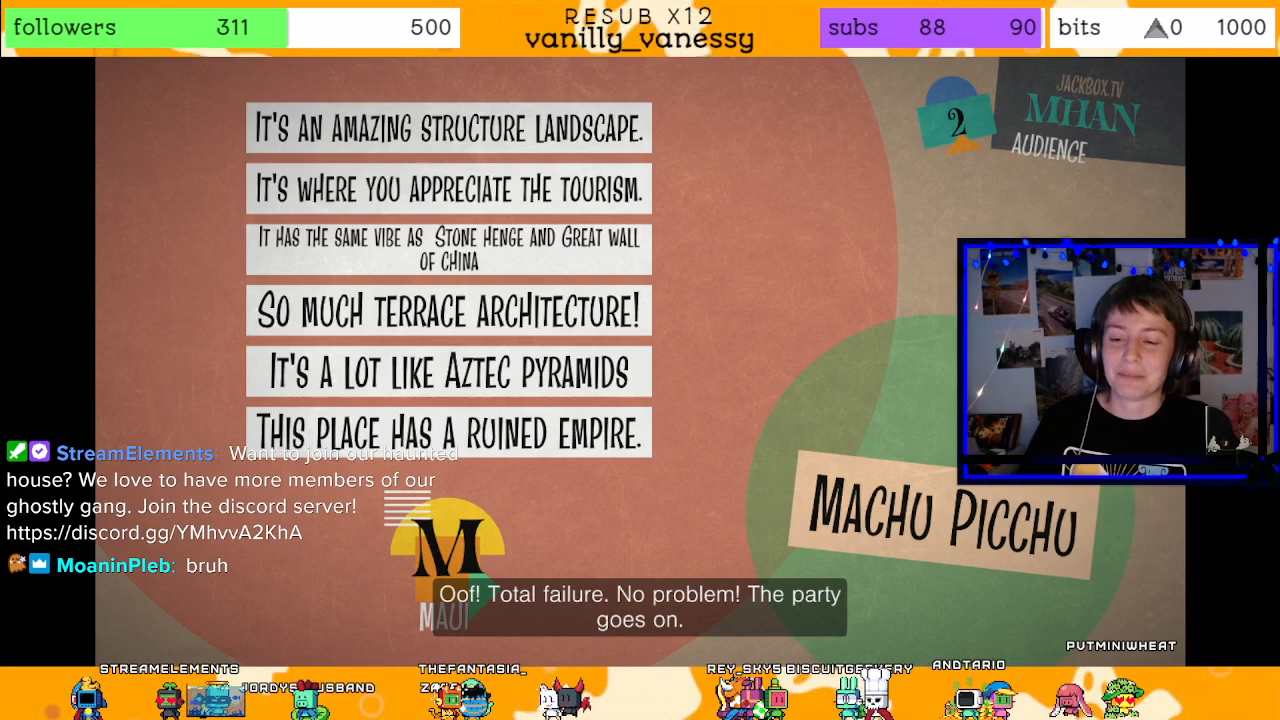 followers 311 500
RESUB X12
vanilly_vanessy
subs 88 90
bits 0 1000
IT'S AN AMAZING STRUCTURE LANDSCAPE.
IT'S WHERE YOU APPRECIATE THE TOURISM.
IT HAS THE SAME VIBE AS STONE HENGE AND GREAT WALL
OF CHINA
SO MUCH TERRACE ARCHITECTURE!
IT'S A LOT LIKE AZTEC PYRAMIDS
THIS PLACE HAS A RUINED EMPIRE.
2
JACKBOX.TV
MHAN
AUDIENCE
StreamElements: Want to join our haunted
house? We love to have more members of our
ghostly gang. Join the discord server!
https://discord.gg/YMhvvA2KhA
MoaninPleb: bruh
M
MAUI
MACHU PICCHU
Oof! Total failure. No problem! The party
goes on.
PUTMINIWHEAT
STREAMELEMENTS
THEFANTASIA_
REY_SKYS
BISCUITGEEKERY
ANDTARIO